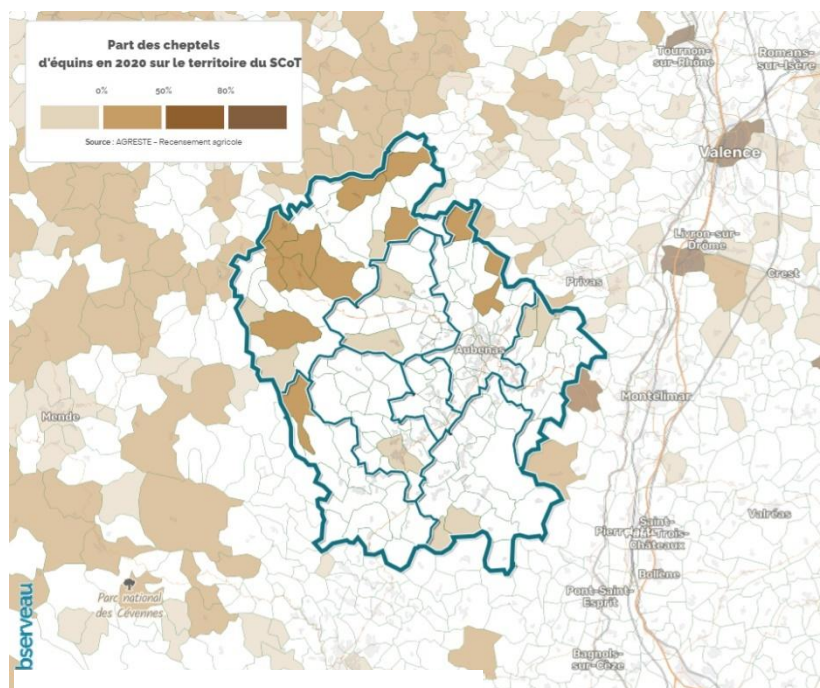 Part des cheptels
d'équins en 2020 sur le territoire du SCoT
0% 50% 80%
Source : AGRESTE – Recensement agricole
Tournon-
sur-Rhône
Romans-
sur-Isère
Valence
Livron-sur-
Drôme
Crest
Privas
Aubenas
Montélimar
Mende
Valréas
Saint-
Trois-
Châteaux
Bollène
Pont-Saint-
Esprit
Parc national
des Cévennes
Bagnols-
sur-Cèze
bserveau